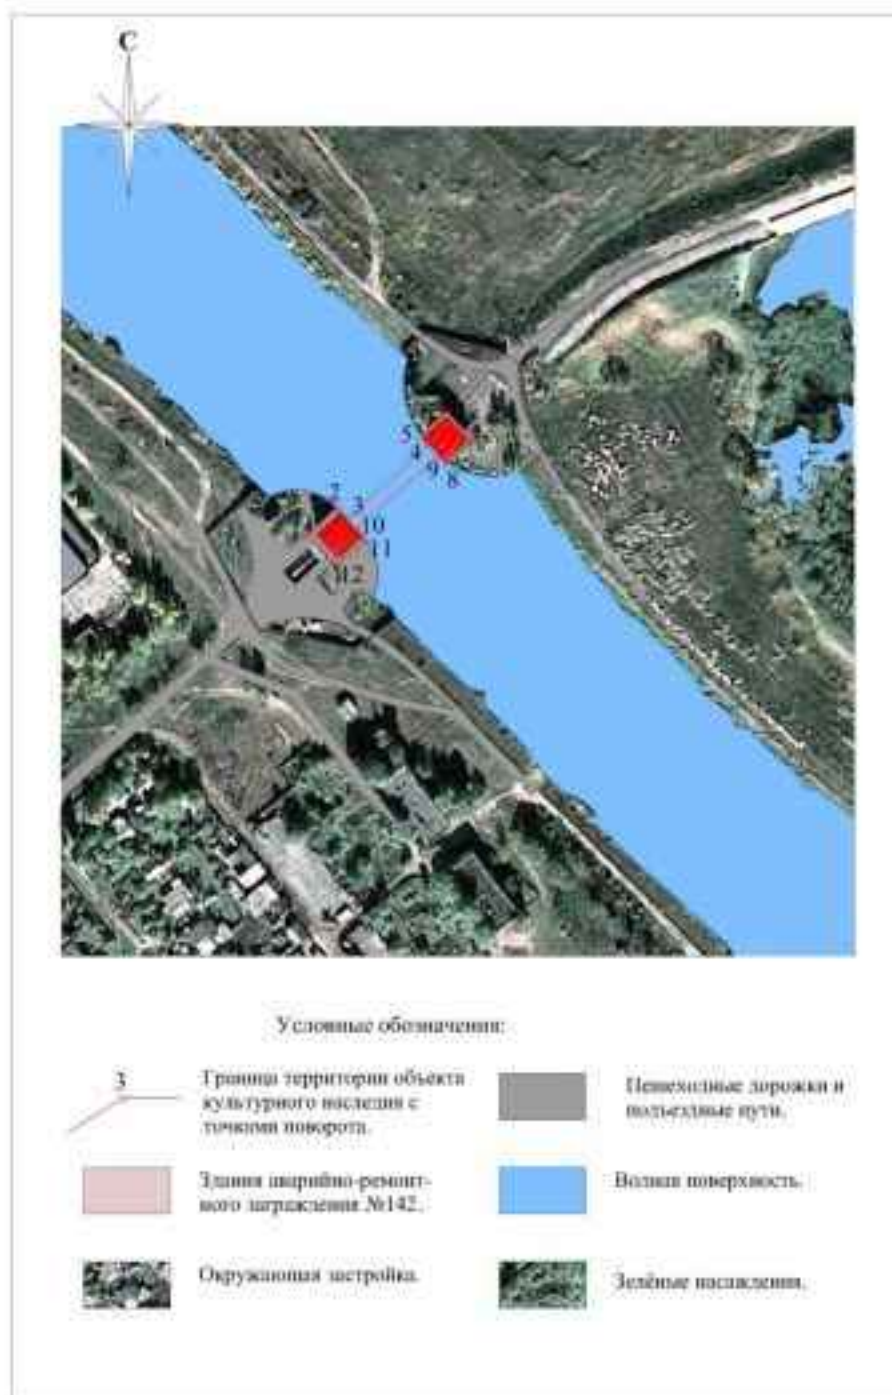 С
5
4
9
8
3
10
11
12
Условные обозначения:
3
Граница территории объекта
культурного наследия с
точками поворота.
Пешеходные дорожки и
подъездные пути.
Здания аварийно-ремонт-
ного заграждения №142.
Водная поверхность.
Окружающая застройка.
Зелёные насаждения.